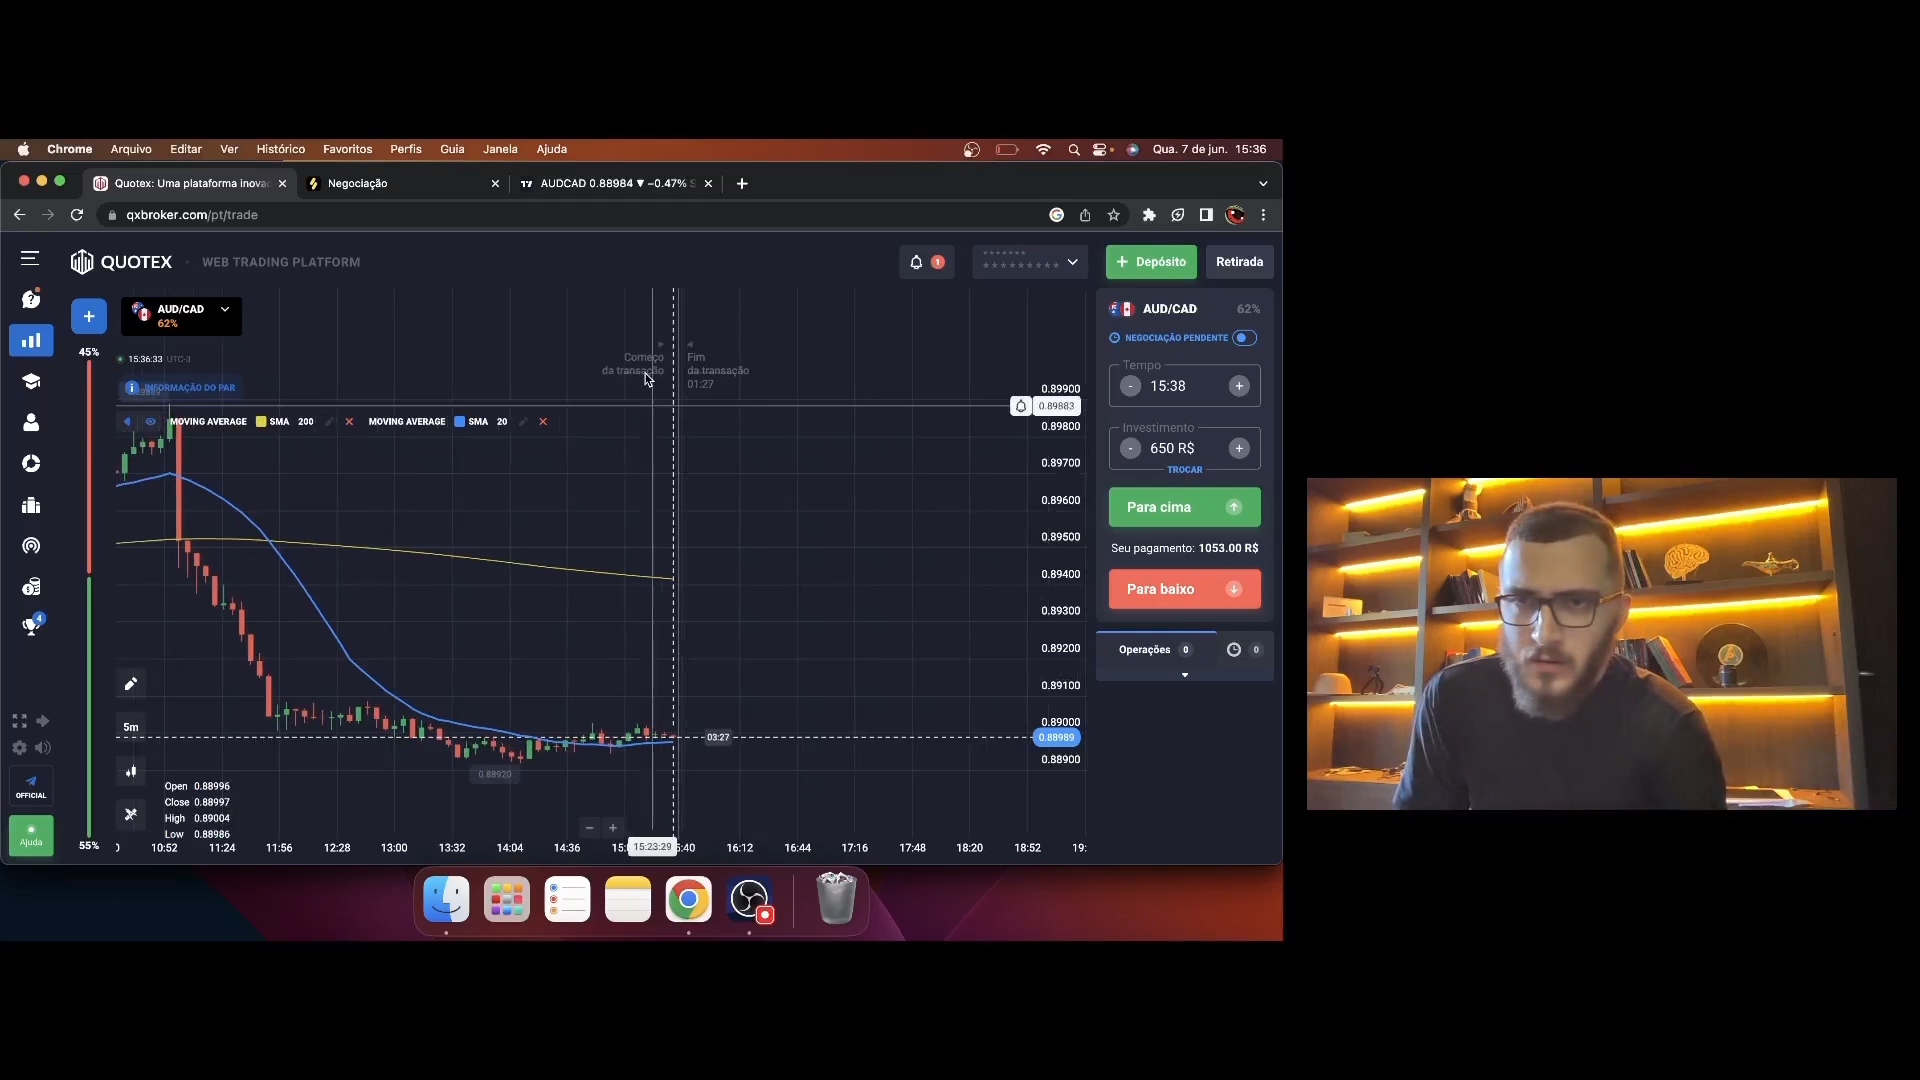 Chrome Arquivo Editar Ver Histórico Favoritos Perfis Guia Janela Ajuda Qua. 7 de jun. 15:36
Quotex: Uma plataforma inova Negociação AUDCAD 0.88984 ▼ −0.47%
qxbroker.com/pt/trade
QUOTEX WEB TRADING PLATFORM
1
******* 
*********
+ Depósito Retirada
AUD/CAD
62%
AUD/CAD 62%
NEGOCIAÇÃO PENDENTE
45%
15:36:33 UTC-3
INFORMAÇÃO DO PAR
Começo
da transação
Fim
da transação
01:27
Tempo
- 15:38 +
MOVING AVERAGE SMA 200 MOVING AVERAGE SMA 20
Investimento
- 650 R$ +
TROCAR
Para cima
Seu pagamento: 1053.00 R$
Para baixo
Operações 0 0
0.89900
0.89883
0.89800
0.89700
0.89600
0.89500
0.89400
0.89300
0.89200
0.89100
0.89000
0.88989
0.88900
4
5m
03:27
0.88920
Open 0.88996
Close 0.88997
High 0.89004
Low 0.88986
OFFICIAL
Ajuda
55%
− +
0 10:52 11:24 11:56 12:28 13:00 13:32 14:04 14:36 15:23:29 16:12 16:44 17:16 17:48 18:20 18:52 19: